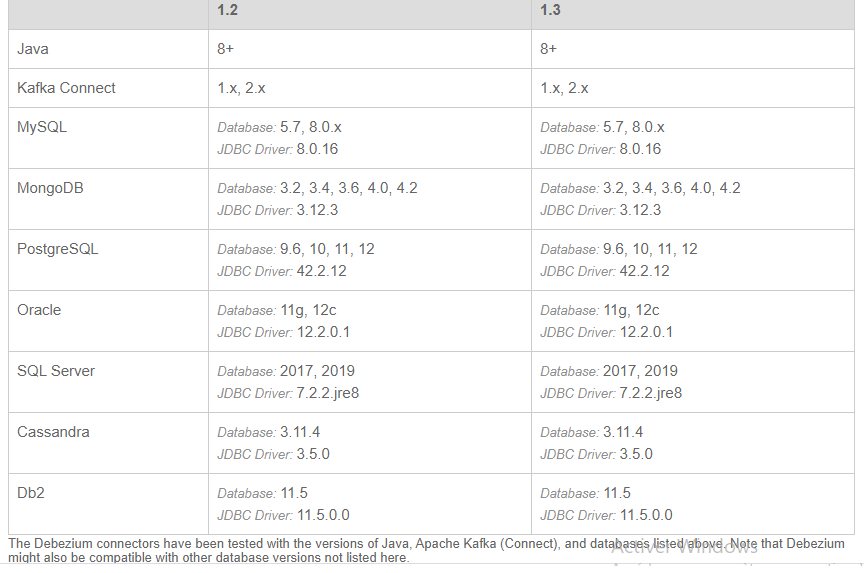 1.2 1.3
Java 8+ 8+
Kafka Connect 1.x, 2.x 1.x, 2.x
MySQL Database: 5.7, 8.0.x Database: 5.7, 8.0.x
JDBC Driver: 8.0.16 JDBC Driver: 8.0.16
MongoDB Database: 3.2, 3.4, 3.6, 4.0, 4.2 Database: 3.2, 3.4, 3.6, 4.0, 4.2
JDBC Driver: 3.12.3 JDBC Driver: 3.12.3
PostgreSQL Database: 9.6, 10, 11, 12 Database: 9.6, 10, 11, 12
JDBC Driver: 42.2.12 JDBC Driver: 42.2.12
Oracle Database: 11g, 12c Database: 11g, 12c
JDBC Driver: 12.2.0.1 JDBC Driver: 12.2.0.1
SQL Server Database: 2017, 2019 Database: 2017, 2019
JDBC Driver: 7.2.2.jre8 JDBC Driver: 7.2.2.jre8
Cassandra Database: 3.11.4 Database: 3.11.4
JDBC Driver: 3.5.0 JDBC Driver: 3.5.0
Db2 Database: 11.5 Database: 11.5
JDBC Driver: 11.5.0.0 JDBC Driver: 11.5.0.0
The Debezium connectors have been tested with the versions of Java, Apache Kafka (Connect), and databases listed above. Note that Debezium
might also be compatible with other database versions not listed here.
Activer Windows